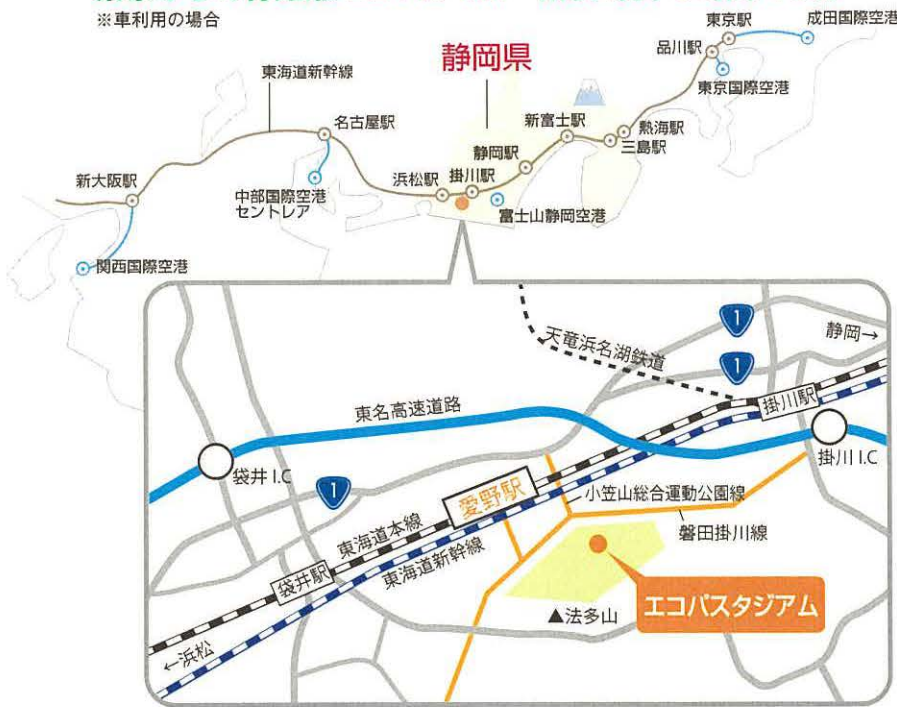 ※車利用の場合
東京駅
成田国際空港
品川駅
静岡県
東京国際空港
東海道新幹線
名古屋駅
新富士駅
熱海駅
三島駅
静岡駅
掛川駅
浜松駅
新大阪駅
中部国際空港
セントレア
富士山静岡空港
関西国際空港
1
静岡→
天竜浜名湖鉄道
1
掛川駅
東名高速道路
掛川 I.C
袋井 I.C
1
愛野駅
小笠山総合運動公園線
磐田掛川線
東海道本線
東海道新幹線
袋井駅
エコパスタジアム
▲法多山
←浜松